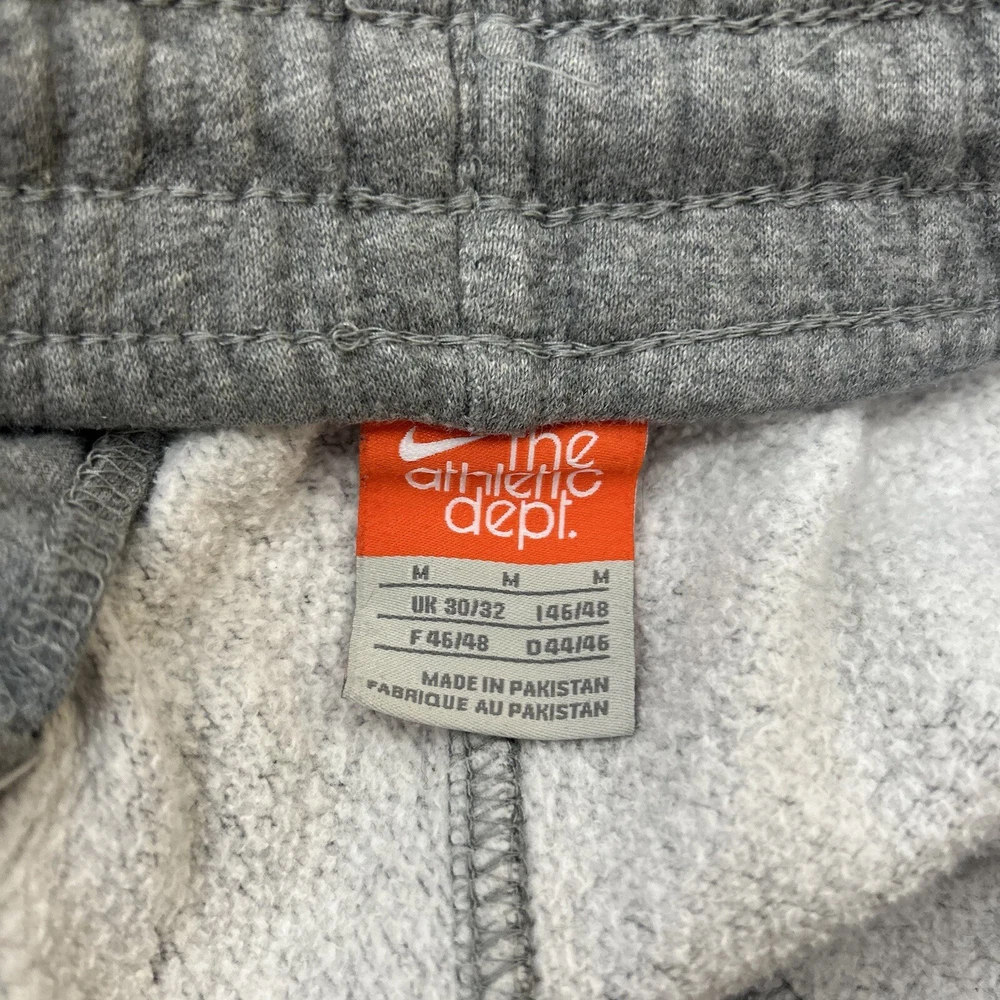 the
athletic
dept.
M M M
UK 30/32 I 46/48
F 46/48 D 44/46
MADE IN PAKISTAN
FABRIQUE AU PAKISTAN